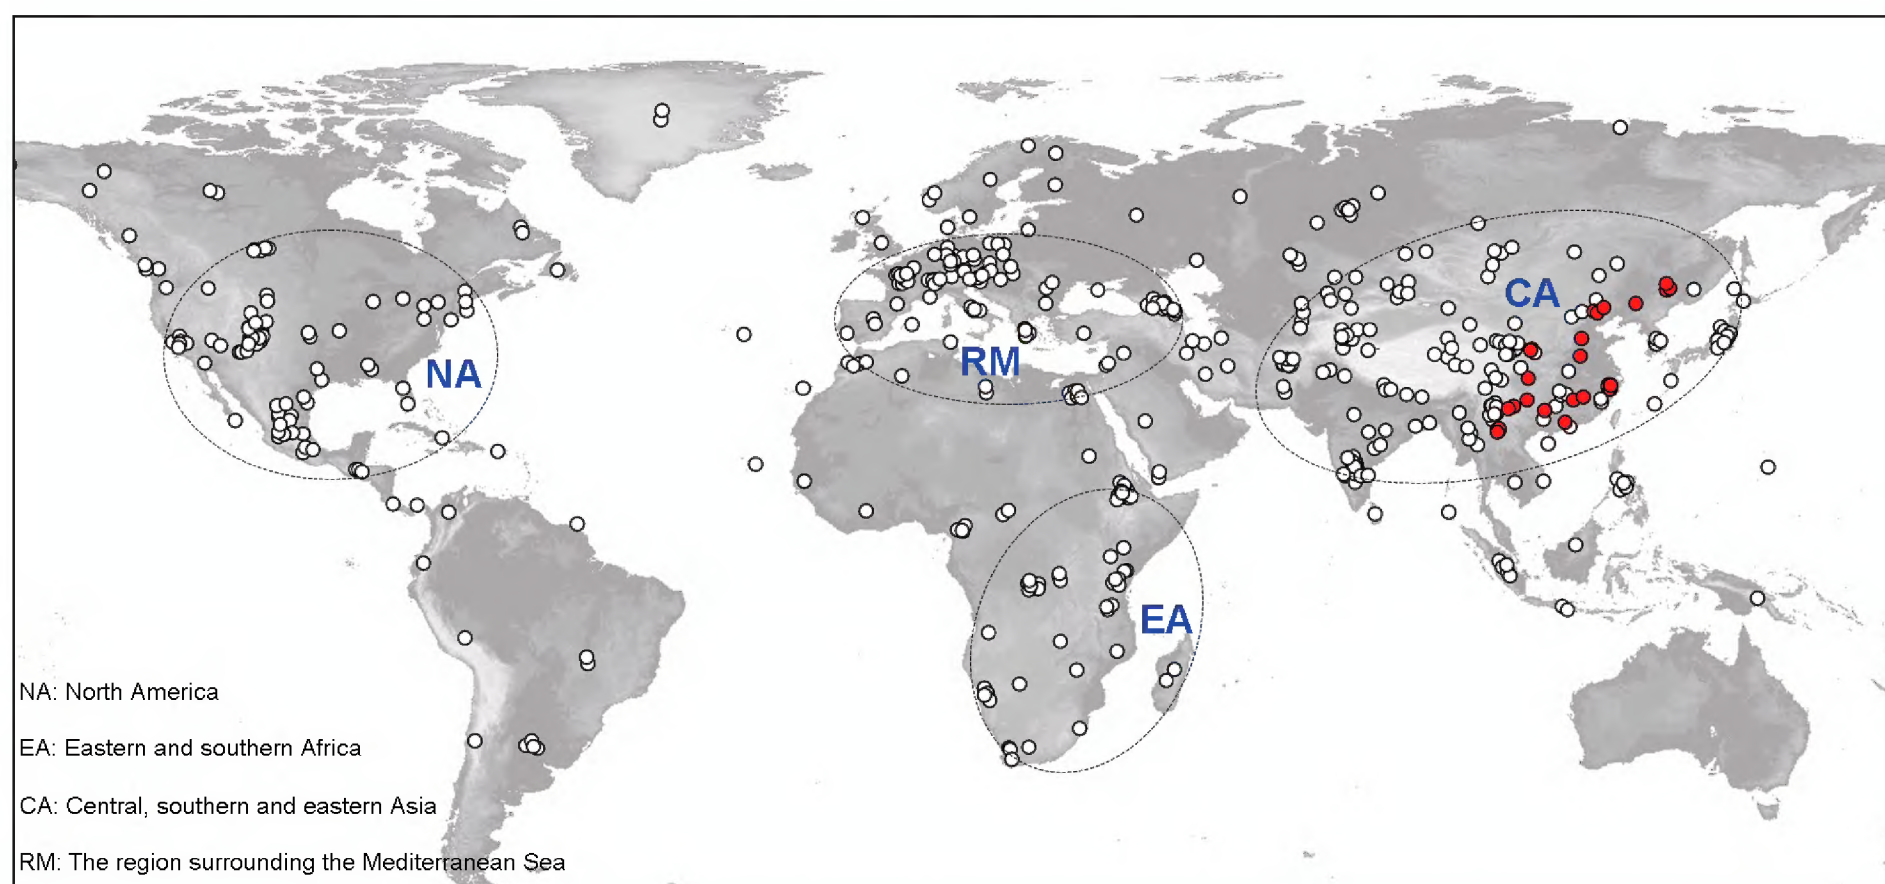 CA
RM
NA
EA
NA: North America
EA: Eastern and southern Africa
CA: Central, southern and eastern Asia
RM: The region surrounding the Mediterranean Sea